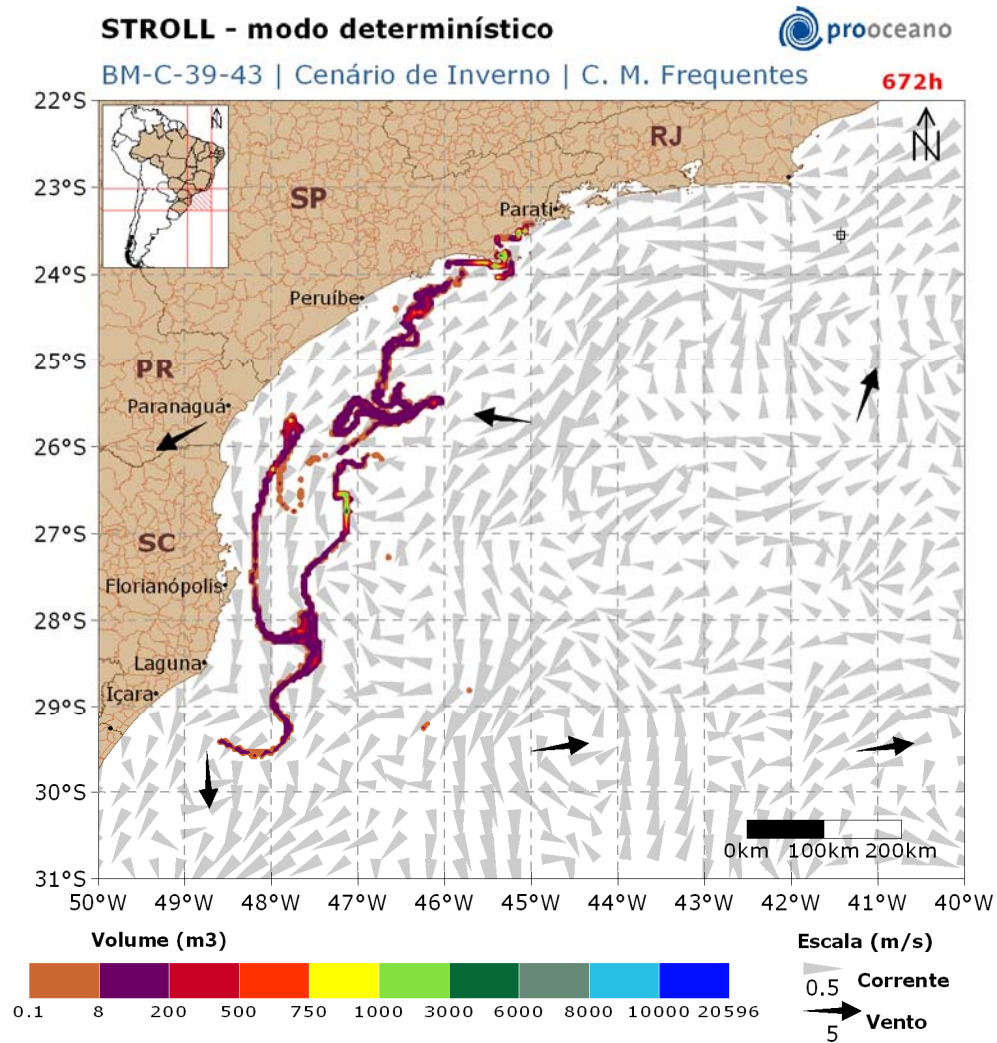 STROLL - modo determinístico
prooceano
BM-C-39-43 | Cenário de Inverno | C. M. Frequentes
672h
22°S
N
N
RJ
23°S
SP
Parati
24°S
Peruíbe
25°S
PR
Paranaguá
26°S
27°S
SC
Florianópolis
28°S
Laguna
Içara
29°S
30°S
0km 100km 200km
31°S
50°W 49°W 48°W 47°W 46°W 45°W 44°W 43°W 42°W 41°W 40°W
Volume (m3)
0.1 8 200 500 750 1000 3000 6000 8000 10000 20596
Escala (m/s)
Corrente
0.5
Vento
5